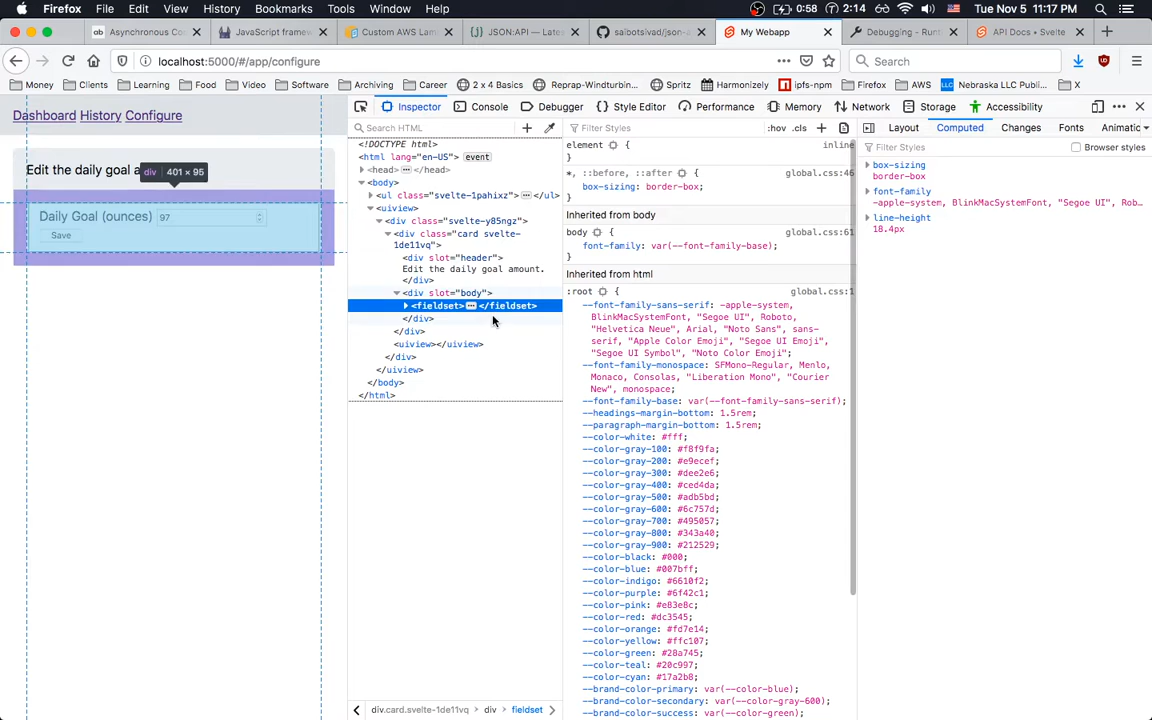 Firefox File Edit View History Bookmarks Tools Window Help 0:58 2:14 Tue Nov 5 11:17 PM
Asynchronous Co
JavaScript framew
Custom AWS Lam
JSON:API — Lates
saibotsivad/json-a
My Webapp
Debugging - Runt
API Docs • Svelte
localhost:5000/#/app/configure
Search
Meetings Clients Learning Food Video Software Archiving Career 2 x 4 Basics Reprap-Windturbin... Spritz Harmonizely ipfs-npm Firefox AWS Nebraska LLC Publi... X
Dashboard History Configure
Edit the daily goal a
div 401 × 95
Daily Goal (ounces) 97
Save
Inspector Console Debugger Style Editor Performance Memory Network Storage Accessibility
Search HTML
<!DOCTYPE html>
<html lang="en-US"> event
<head> </head>
<body>
<ul class="svelte-1pahixz"> </ul>
<uiview>
<div class="svelte-y85ngz">
<div class="card svelte-
1de11vq">
<div slot="header">
Edit the daily goal amount.
</div>
<div slot="body">
<fieldset> </fieldset>
</div>
</div>
<uiview></uiview>
</div>
</uiview>
</body>
</html>
div.card.svelte-1de11vq div fieldset
Filter Styles :hov .cls
element { inline
}
*, ::before, ::after { global.css:46
box-sizing: border-box;
}
Inherited from body
body { global.css:61
font-family: var(--font-family-base);
}
Inherited from html
:root { global.css:1
--font-family-sans-serif: -apple-system,
BlinkMacSystemFont, "Segoe UI", Roboto,
"Helvetica Neue", Arial, "Noto Sans", sans-
serif, "Apple Color Emoji", "Segoe UI Emoji",
"Segoe UI Symbol", "Noto Color Emoji";
--font-family-monospace: SFMono-Regular, Menlo,
Monaco, Consolas, "Liberation Mono", "Courier
New", monospace;
--font-family-base: var(--font-family-sans-serif);
--headings-margin-bottom: 1.5rem;
--paragraph-margin-bottom: 1.5rem;
--color-white: #fff;
--color-gray-100: #f8f9fa;
--color-gray-200: #e9ecef;
--color-gray-300: #dee2e6;
--color-gray-400: #ced4da;
--color-gray-500: #adb5bd;
--color-gray-600: #6c757d;
--color-gray-700: #495057;
--color-gray-800: #343a40;
--color-gray-900: #212529;
--color-black: #000;
--color-blue: #007bff;
--color-indigo: #6610f2;
--color-purple: #6f42c1;
--color-pink: #e83e8c;
--color-red: #dc3545;
--color-orange: #fd7e14;
--color-yellow: #ffc107;
--color-green: #28a745;
--color-teal: #20c997;
--color-cyan: #17a2b8;
--brand-color-primary: var(--color-blue);
--brand-color-secondary: var(--color-gray-600);
--brand-color-success: var(--color-green);
Layout Computed Changes Fonts Animatic
Filter Styles Browser styles
box-sizing
border-box
font-family
-apple-system, BlinkMacSystemFont, "Segoe UI", Rob...
line-height
18.4px